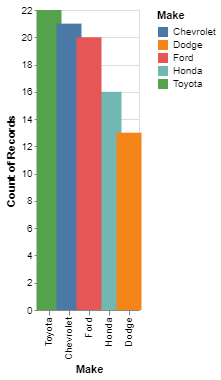 22
20
18
16
14
12
10
8
6
4
2
0
Count of Records
Toyota
Chevrolet
Ford
Honda
Dodge
Make
Make
Chevrolet
Dodge
Ford
Honda
Toyota